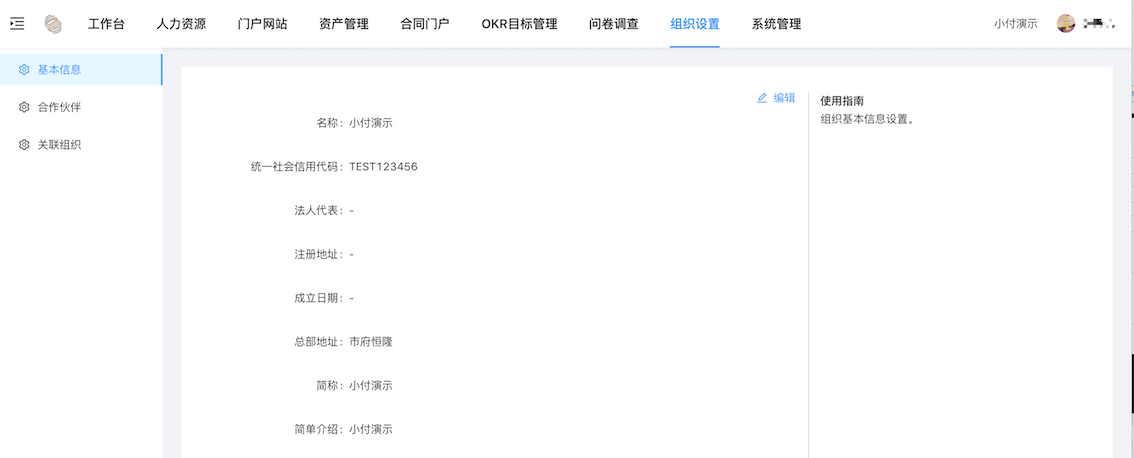 工作台 人力资源 门户网站 资产管理 合同门户 OKR目标管理 问卷调查 组织设置 系统管理 小付演示
基本信息
合作伙伴
关联组织
编辑
名称：小付演示
统一社会信用代码：TEST123456
法人代表：-
注册地址：-
成立日期：-
总部地址：市府恒隆
简称：小付演示
简单介绍：小付演示
使用指南
组织基本信息设置。